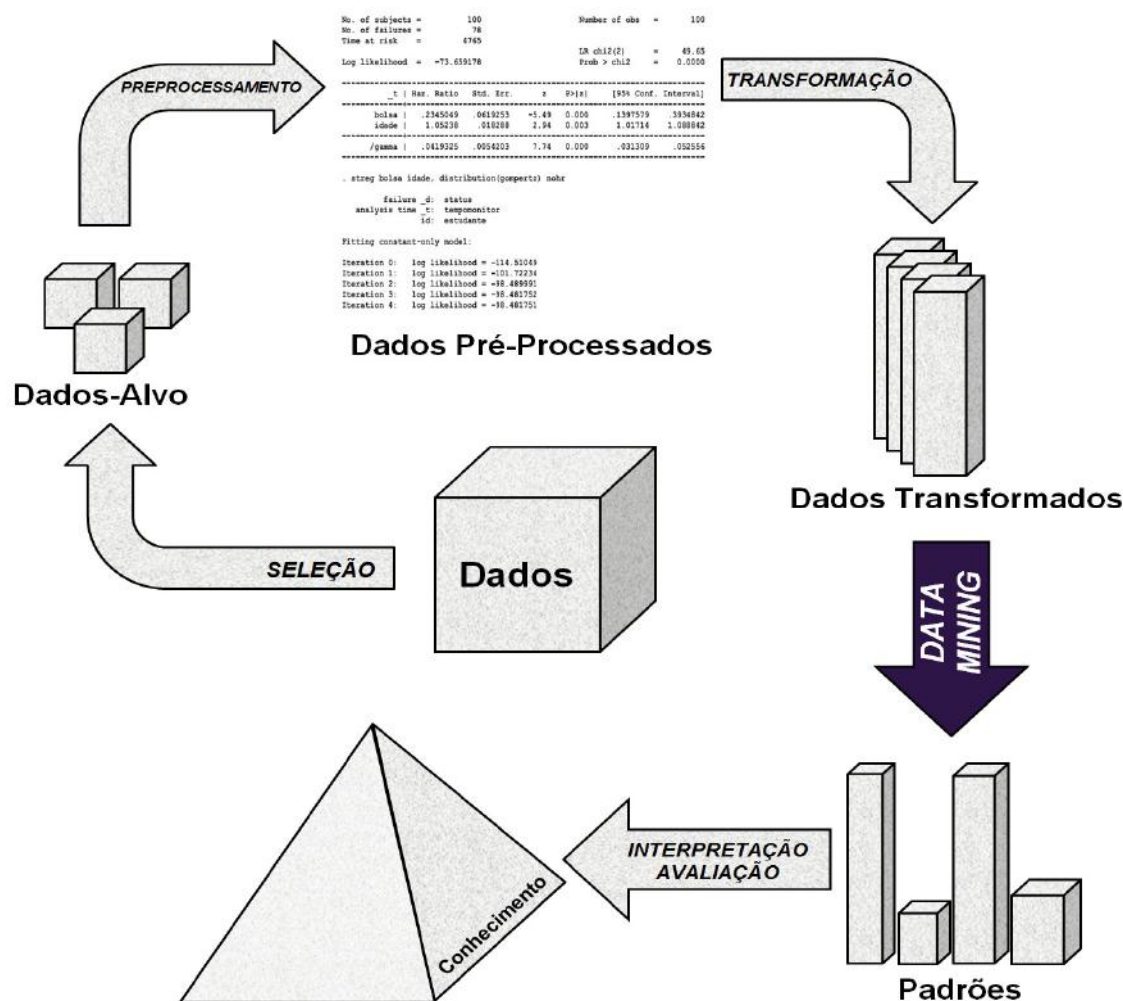 PREPROCESSAMENTO
No. of subjects = 100 Number of obs = 100
No. of failures = 78
Time at risk = 6765
LR chi2(2) = 49.65
Log likelihood = -73.659178 Prob > chi2 = 0.0000
_t | Haz. Ratio Std. Err. z P>|z| [95% Conf. Interval]
bolsa | .2345069 .0619253 -5.49 0.000 .1397579 .3934842
idade | 1.05238 .018288 2.94 0.003 1.01714 1.088842
/gamma | .0419325 .0054203 7.74 0.000 .031309 .052556
. streg bolsa idade, distribution(gompertz) nohr
failure _d: status
analysis time _t: tempomonitor
id: estudante
Fitting constant-only model:
Iteration 0: log likelihood = -114.51049
Iteration 1: log likelihood = -101.72234
Iteration 2: log likelihood = -98.489991
Iteration 3: log likelihood = -98.481752
Iteration 4: log likelihood = -98.481751
TRANSFORMAÇÃO
Dados Pré-Processados
Dados-Alvo
Dados Transformados
SELEÇÃO
Dados
DATA
MINING
INTERPRETAÇÃO
AVALIAÇÃO
Conhecimento
Padrões